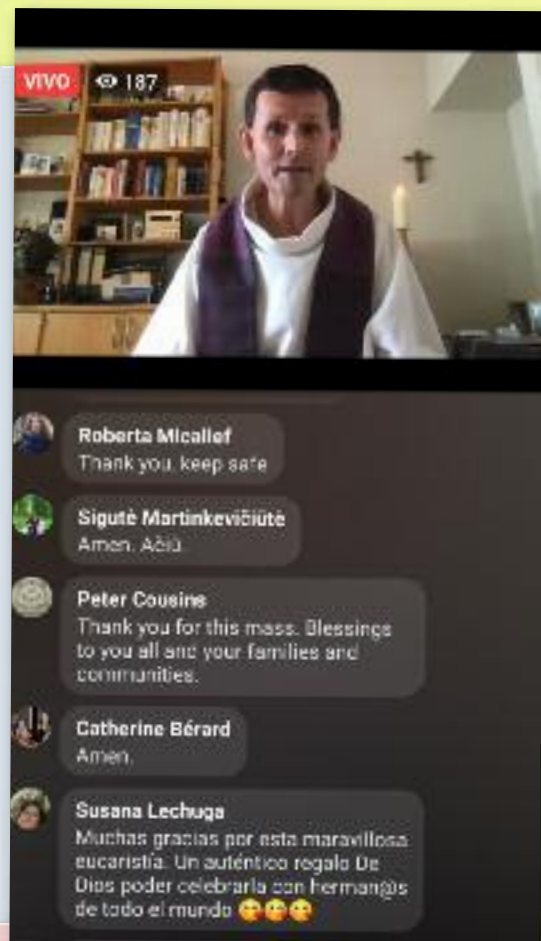 VIVO 187
Roberta Micallef
Thank you, keep safe
Sigutė Martinkevičiūtė
Amen. Ačiū.
Peter Cousins
Thank you for this mass. Blessings
to you all and your families and
communities.
Catherine Bérard
Amen.
Susana Lechuga
Muchas gracias por esta maravillosa
eucaristía. Un auténtico regalo De
Dios poder celebrarla con herman@s
de todo el mundo 😋😋😋